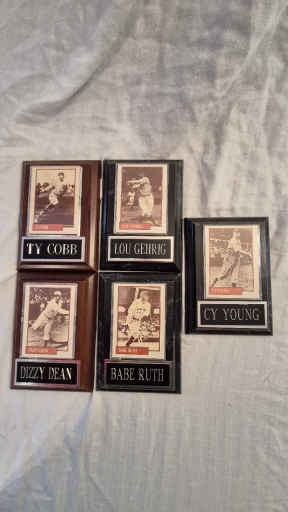 TY COBB
LOU GEHRIG
CY YOUNG
DIZZY DEAN
BABE RUTH